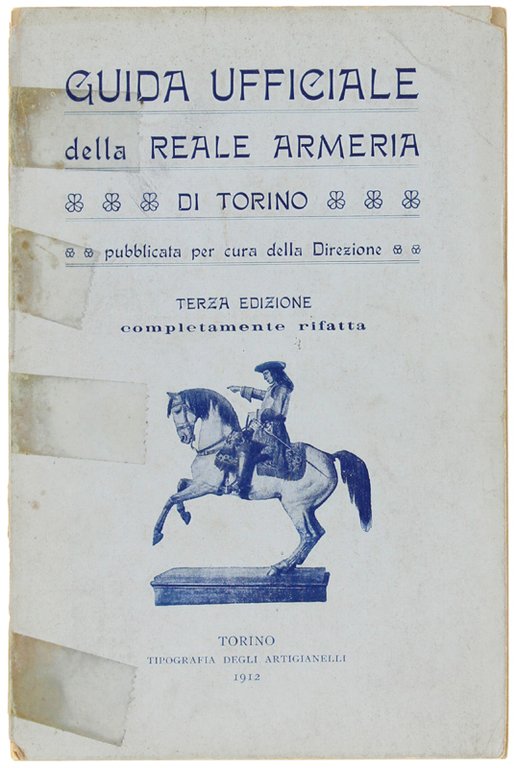 GUIDA UFFICIALE
della REALE ARMERIA
DI TORINO
pubblicata per cura della Direzione
TERZA EDIZIONE
completamente rifatta
TORINO
TIPOGRAFIA DEGLI ARTIGIANELLI
1912